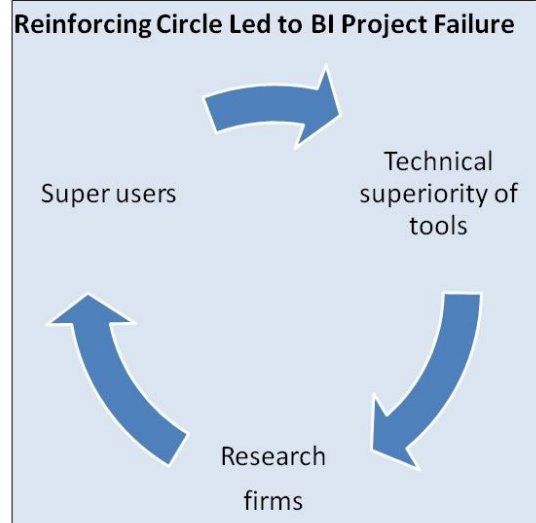 Reinforcing Circle Led to BI Project Failure
Super users
Technical
superiority of
tools
Research
firms